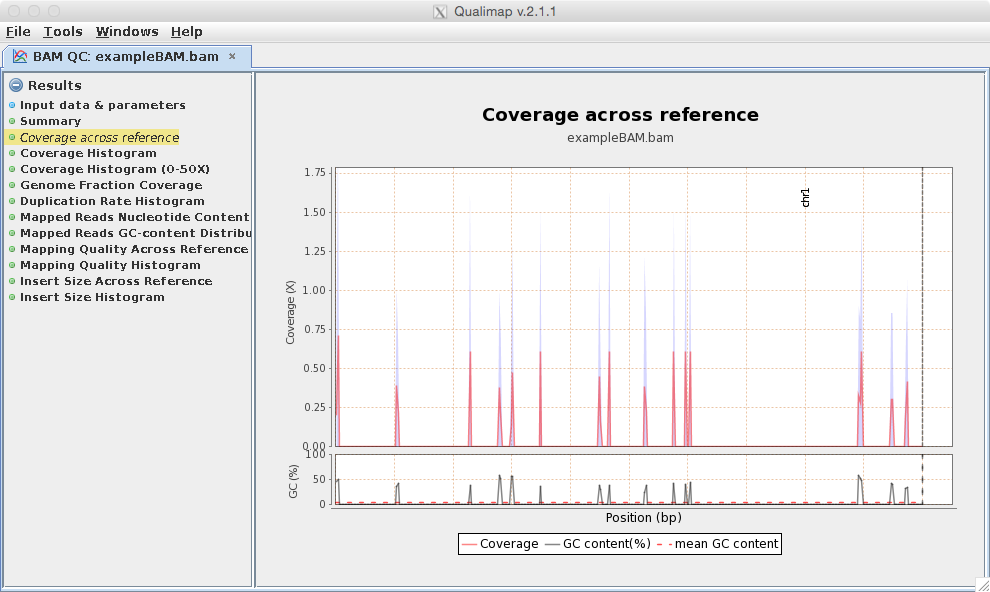 Qualimap v.2.1.1
File Tools Windows Help
BAM QC: exampleBAM.bam ×
Results
Input data & parameters
Summary
Coverage across reference
Coverage Histogram
Coverage Histogram (0-50X)
Genome Fraction Coverage
Duplication Rate Histogram
Mapped Reads Nucleotide Content
Mapped Reads GC-content Distribu
Mapping Quality Across Reference
Mapping Quality Histogram
Insert Size Across Reference
Insert Size Histogram
Coverage across reference
exampleBAM.bam
Coverage (X)
1.75
1.50
1.25
1.00
0.75
0.50
0.25
0.00
chr1
GC (%)
100
50
0
Position (bp)
Coverage GC content(%) mean GC content